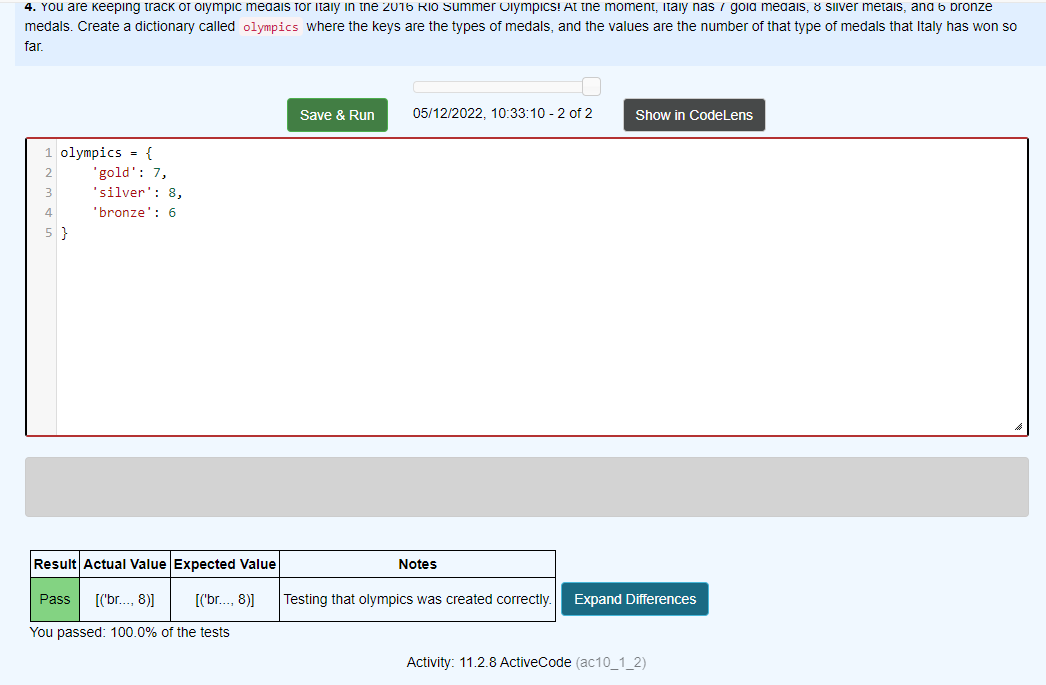 4. You are keeping track of olympic medals for Italy in the 2016 Rio Summer Olympics! At the moment, Italy has 7 gold medals, 8 silver metals, and 6 bronze
medals. Create a dictionary called olympics where the keys are the types of medals, and the values are the number of that type of medals that Italy has won so
far.
Save & Run 05/12/2022, 10:33:10 - 2 of 2 Show in CodeLens
1 olympics = {
2     'gold': 7,
3     'silver': 8,
4     'bronze': 6
5 }
Result Actual Value Expected Value Notes
Pass [('br..., 8)] [('br..., 8)] Testing that olympics was created correctly. Expand Differences
You passed: 100.0% of the tests
Activity: 11.2.8 ActiveCode (ac10_1_2)